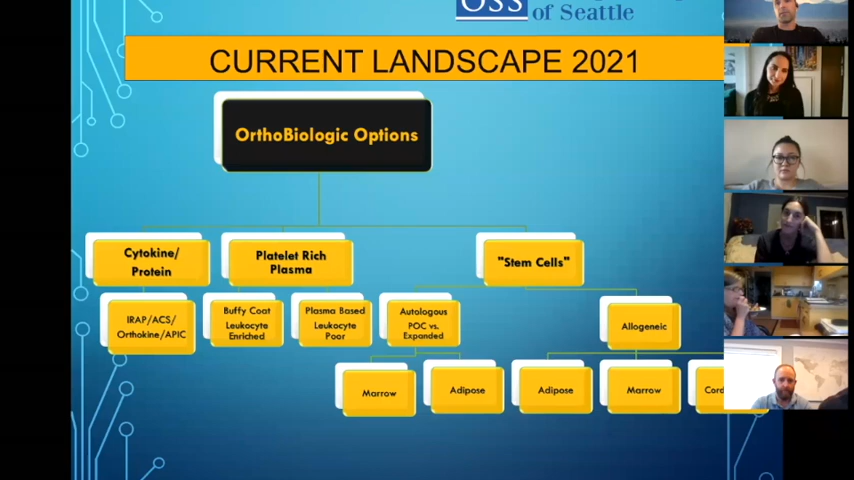 OSS
of Seattle
CURRENT LANDSCAPE 2021
OrthoBiologic Options
Cytokine/
Protein
Platelet Rich
Plasma
"Stem Cells"
IRAP/ACS/
Orthokine/APIC
Buffy Coat
Leukocyte
Enriched
Plasma Based
Leukocyte
Poor
Autologous
POC vs.
Expanded
Allogeneic
Marrow
Adipose
Adipose
Marrow
Cord